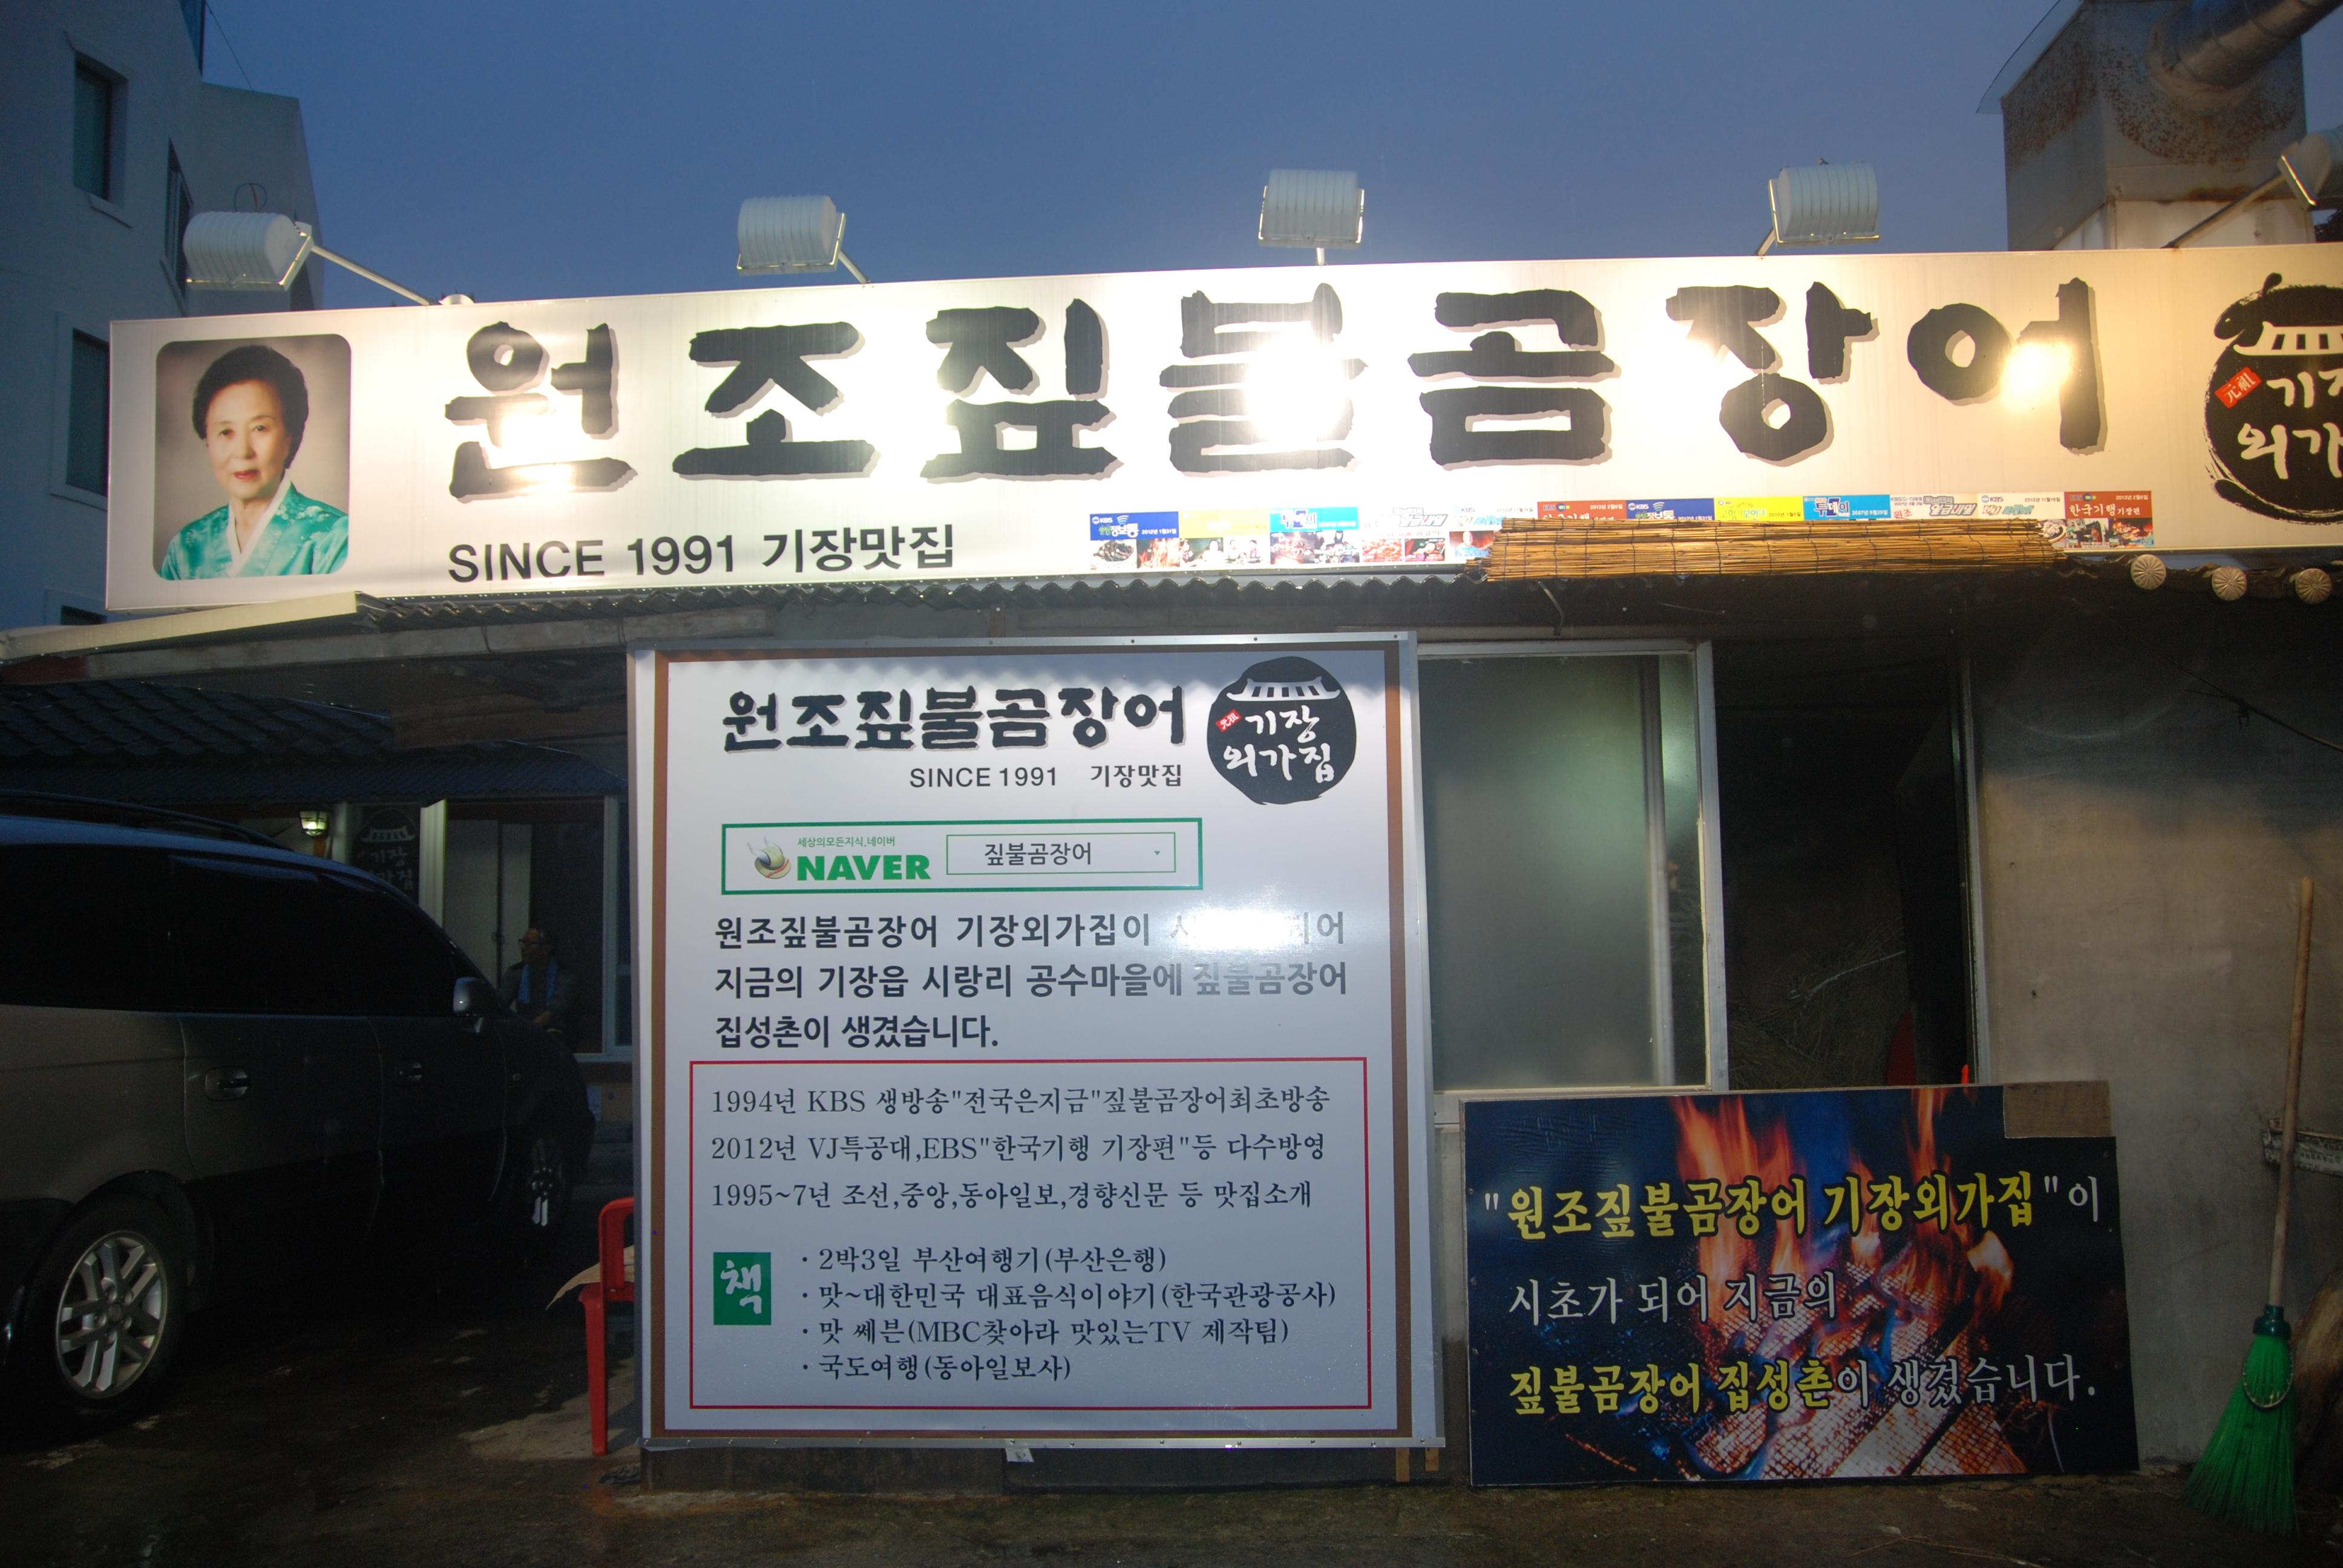 원조짚불곰장어
SINCE 1991 기장맛집
元祖
원조짚불곰장어
元祖
기장
외가집
SINCE 1991 기장맛집
세상의모든지식,네이버
NAVER
짚불곰장어
원조짚불곰장어 기장외가집이
지금의 기장읍 시랑리 공수마을에 짚불곰장어
집성촌이 생겼습니다.
1994년 KBS 생방송"전국은지금"짚불곰장어최초방송
2012년 VJ특공대,EBS"한국기행 기장편"등 다수방영
1995~7년 조선,중앙,동아일보,경향신문 등 맛집소개
책
· 2박3일 부산여행기(부산은행)
· 맛~대한민국 대표음식이야기(한국관광공사)
· 맛 쎄븐(MBC찾아라 맛있는TV 제작팀)
· 국도여행(동아일보사)
"원조짚불곰장어 기장외가집"이
시초가 되어 지금의
짚불곰장어 집성촌이 생겼습니다.